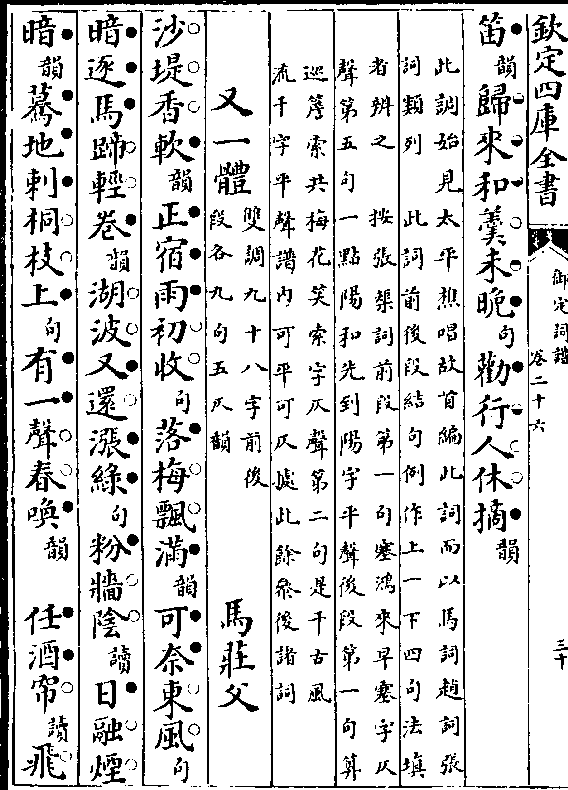 欽定四庫全書
御定詞譜 卷二十六
三十
笛韻歸來和羹未晚句勸行人休摘韻
此調始見太平樵唱故首編此詞而以馬詞趙詞張
詞類列 此詞前後段結句例作上一下四句法填
者辨之 按張榘詞前段第一句塞鴻來早塞字仄
聲第五句一點陽和先到陽字平聲後段第一句算
巡簷索共梅花笑索字仄聲第二句是千古風
流千字平聲譜內可平可仄據此餘叅後諸詞
又一體 雙調九十八字前後
段各九句五仄韻 馬莊父
沙堤香軟韻正宿雨初收句落梅飄滿韻可奈東風句
暗逐馬蹄輕卷韻湖波又還漲綠句粉牆陰讀日融煙
暗韻驀地刺桐枝上句有一聲春喚韻 任酒帘讀飛